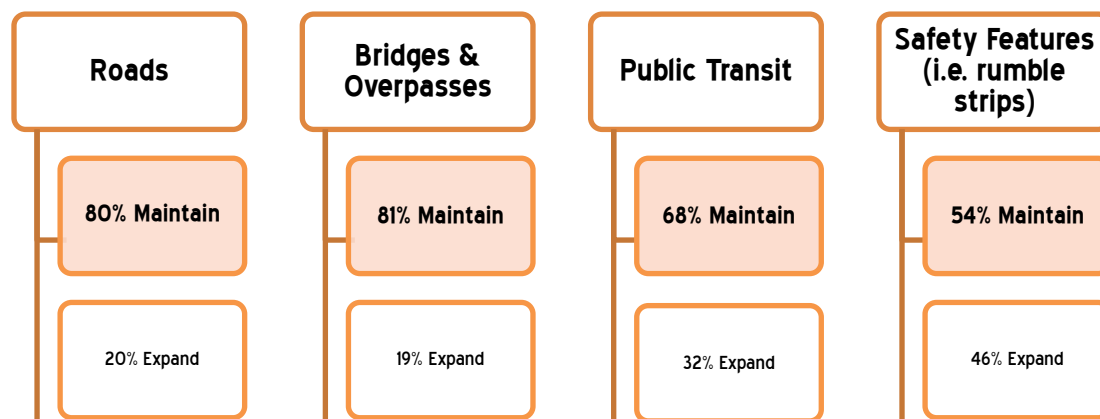 Roads
80% Maintain
20% Expand
Bridges &
Overpasses
81% Maintain
19% Expand
Public Transit
68% Maintain
32% Expand
Safety Features
(i.e. rumble
strips)
54% Maintain
46% Expand